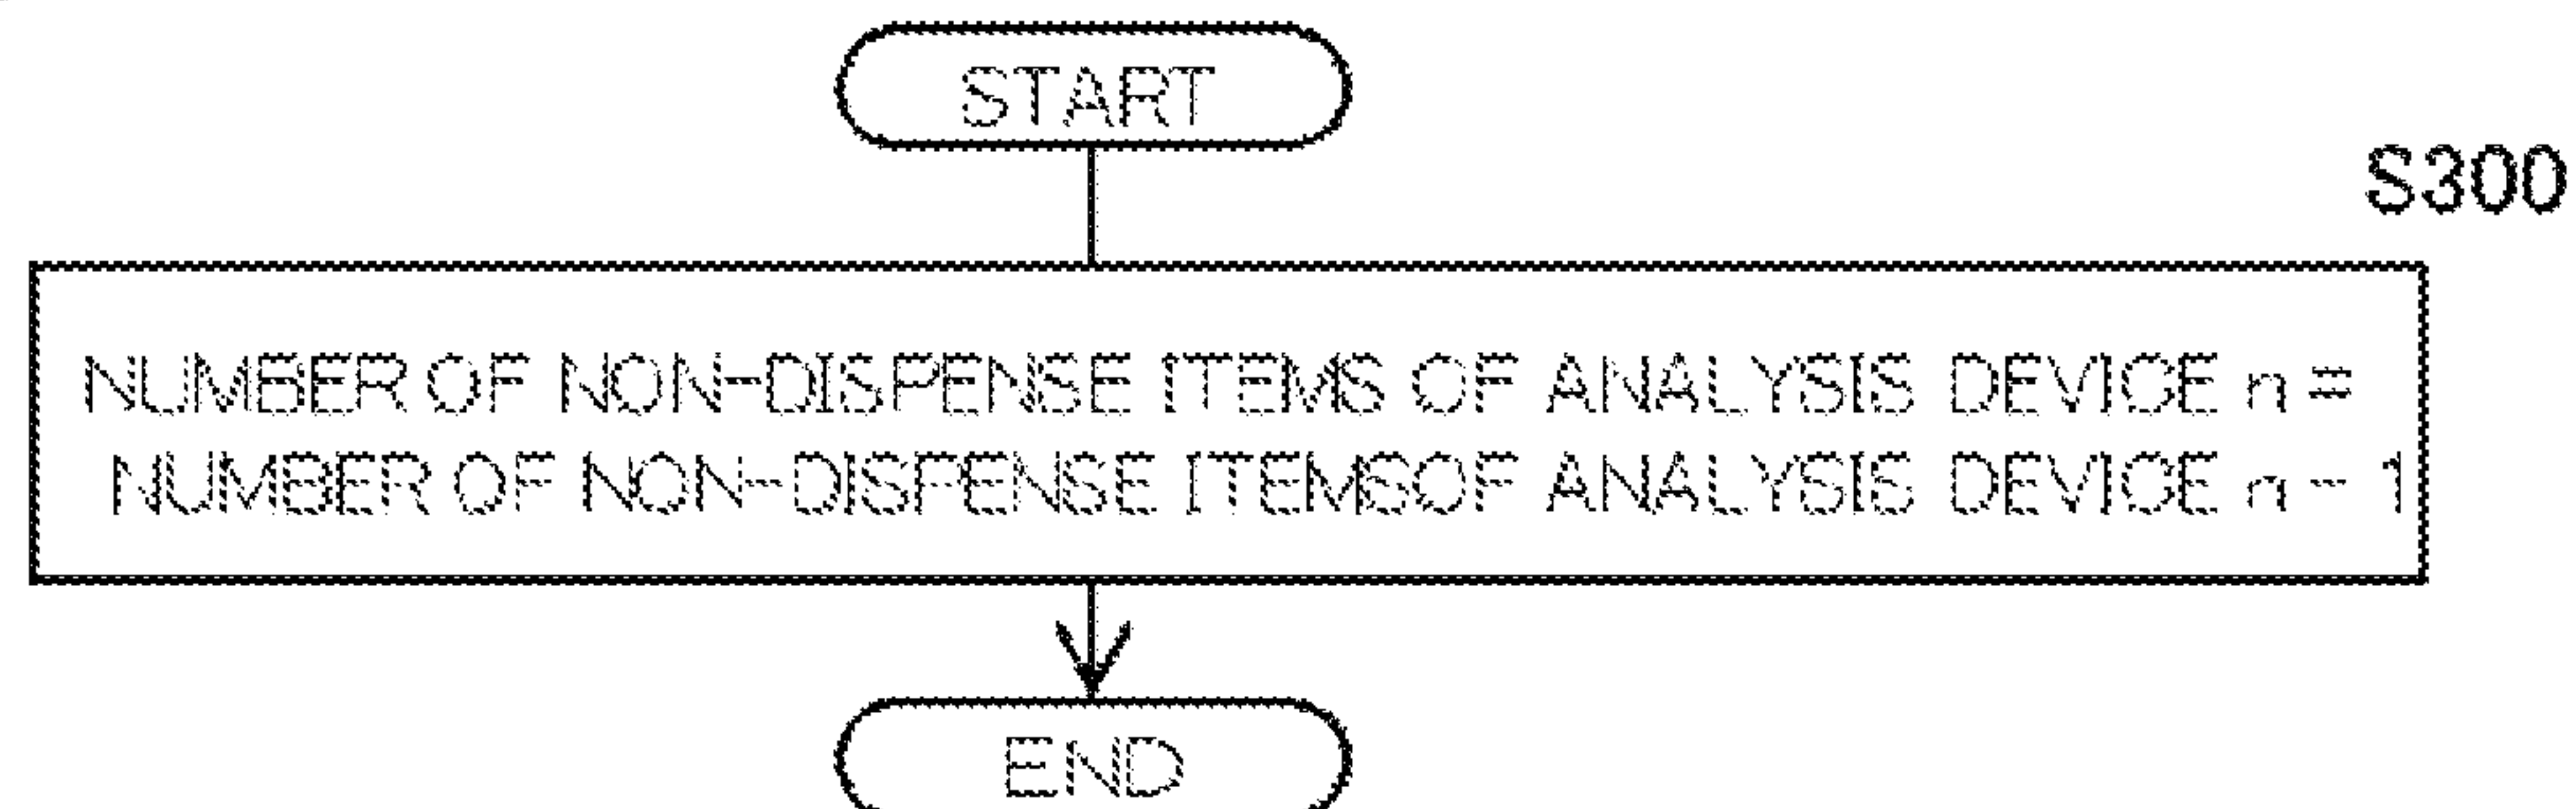 START
S300
NUMBER OF NON-DISPENSE ITEMS OF ANALYSIS DEVICE n =
NUMBER OF NON-DISPENSE ITEMSOF ANALYSIS DEVICE n - 1
END